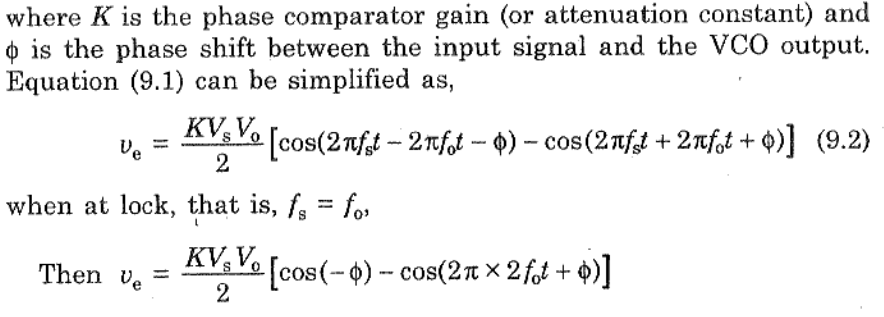 where K is the phase comparator gain (or attenuation constant) and
ϕ is the phase shift between the input signal and the VCO output.
Equation (9.1) can be simplified as,
υₑ = KVₛVₒ/2 [cos(2πfₛt − 2πfₒt − ϕ) − cos(2πfₛt + 2πfₒt + ϕ)] (9.2)
when at lock, that is, fₛ = fₒ,
Then υₑ = KVₛVₒ/2 [cos(−ϕ) − cos(2π × 2fₒt + ϕ)]